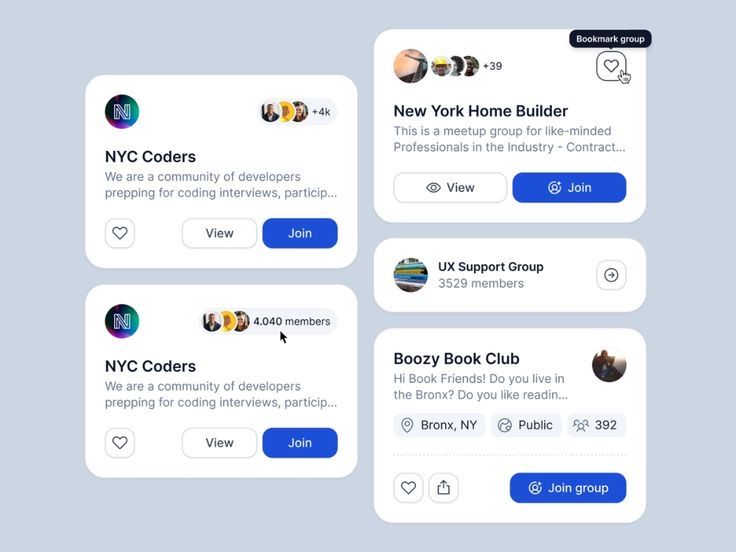 N
+4k
NYC Coders
We are a community of developers
prepping for coding interviews, particip...
View
Join
N
4.040 members
NYC Coders
We are a community of developers
prepping for coding interviews, particip...
View
Join
Bookmark group
+39
New York Home Builder
This is a meetup group for like-minded
Professionals in the Industry - Contract...
View
Join
UX Support Group
3529 members
Boozy Book Club
Hi Book Friends! Do you live in
the Bronx? Do you like readin...
Bronx, NY
Public
392
Join group